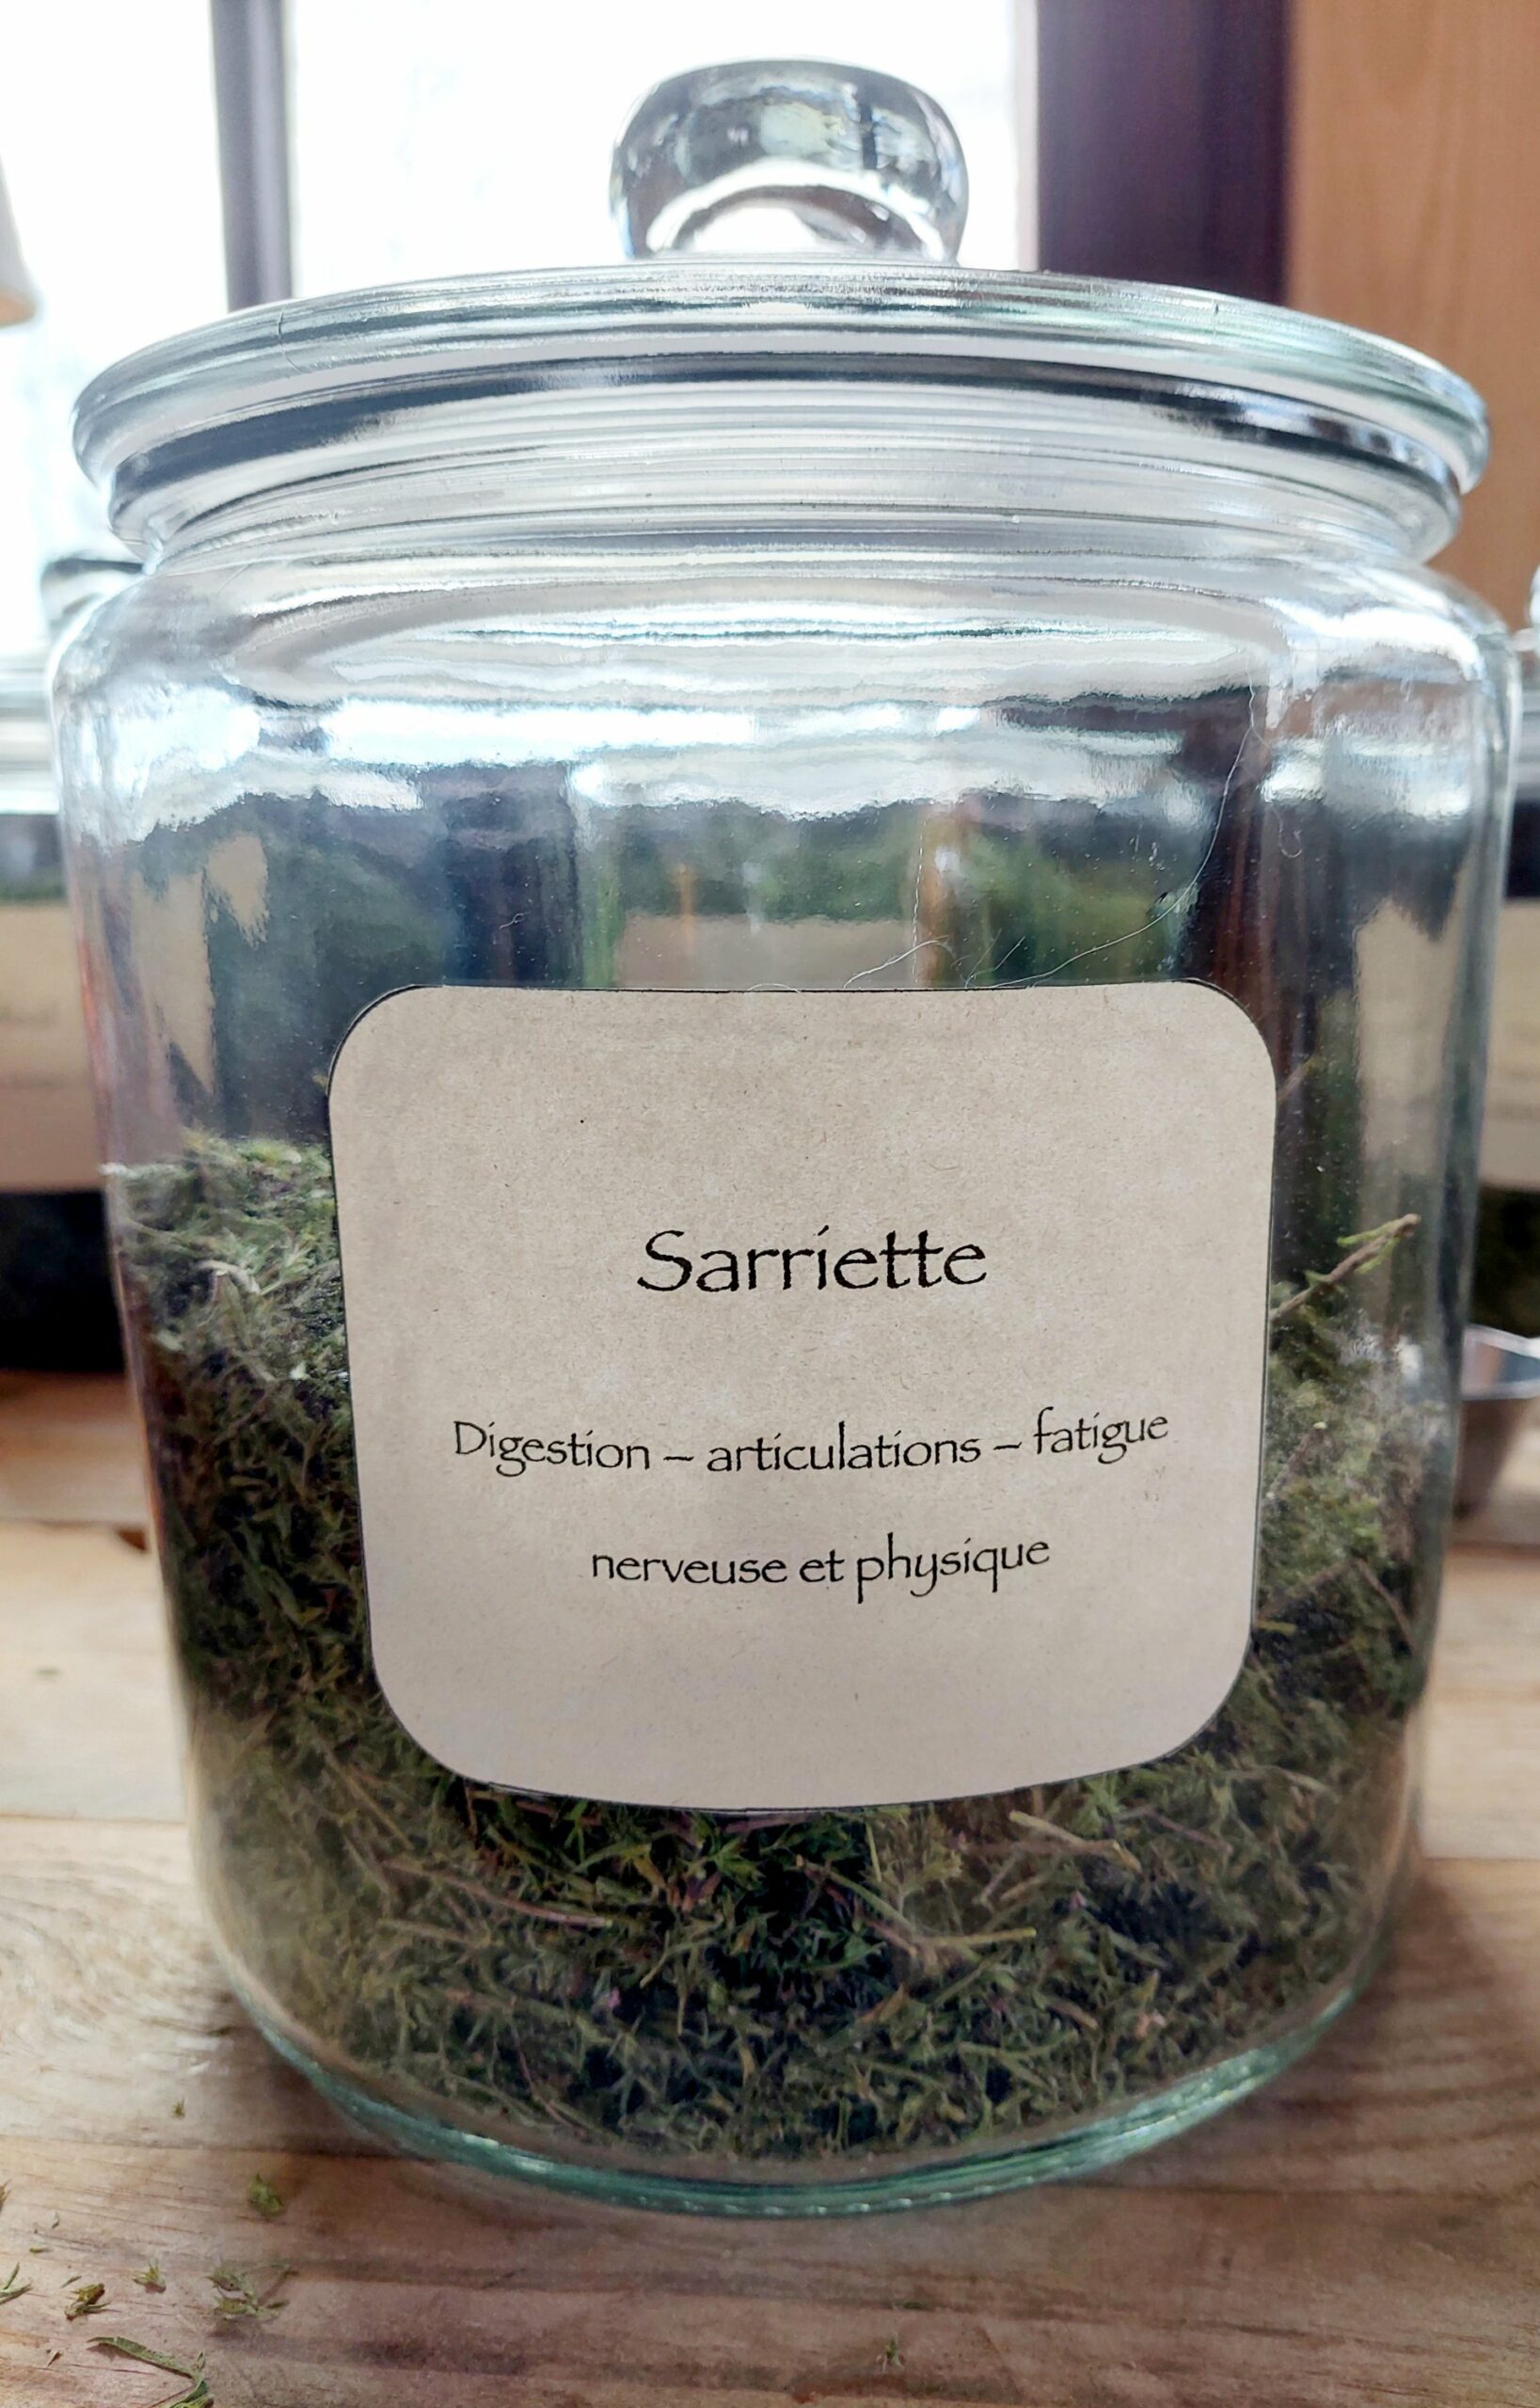 Sarriette
Digestion – articulations – fatigue
nerveuse et physique